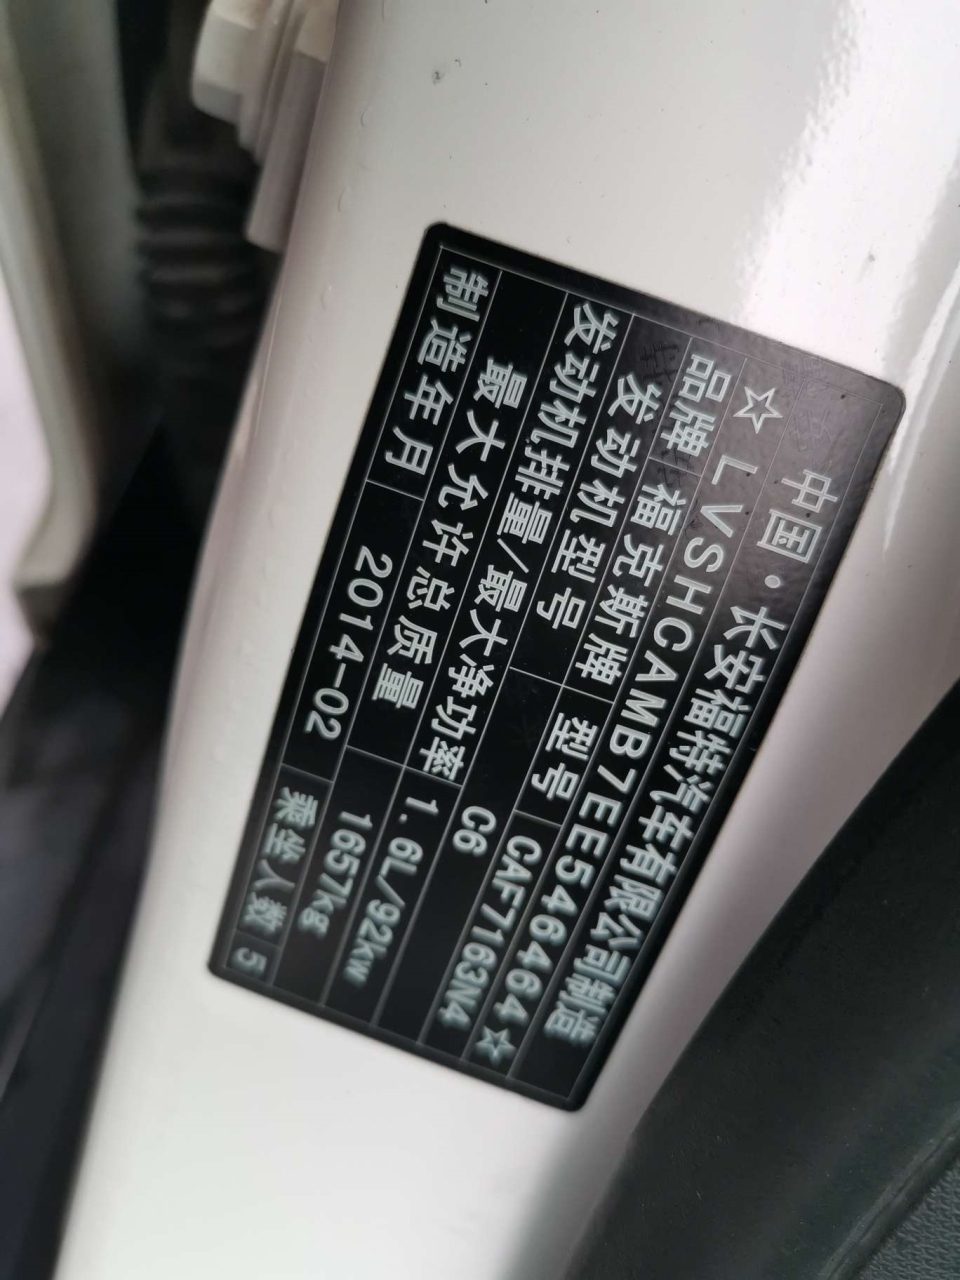 中国·长安福特汽车有限公司制造
☆LVSHCAMB7EE546464☆
品牌 福克斯牌 型号 CAF7163N4
发动机型号 C6
发动机排量/最大净功率 1.6L/92kw
最大允许总质量 1657kg
制造年月 2014-02 乘坐人数 5